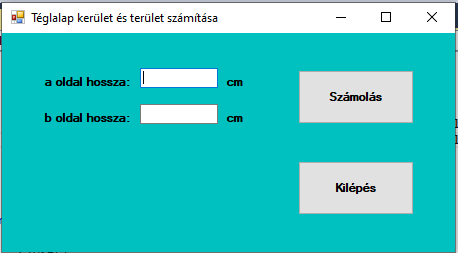 Téglalap kerület és terület számítása
a oldal hossza: cm
b oldal hossza: cm
Számolás
Kilépés